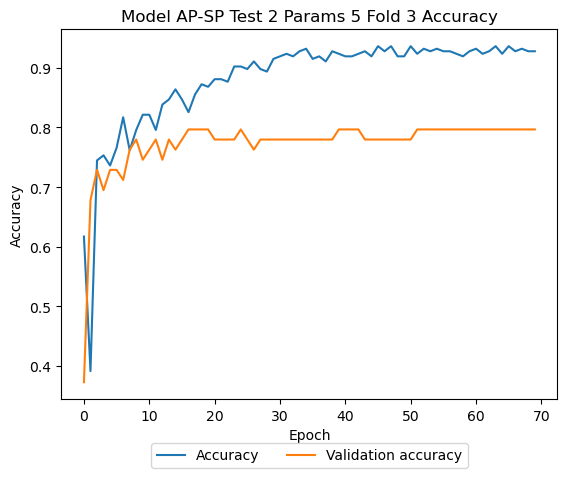 Model AP-SP Test 2 Params 5 Fold 3 Accuracy
Accuracy
0.9
0.8
0.7
0.6
0.5
0.4
0 10 20 30 40 50 60 70
Epoch
Accuracy Validation accuracy